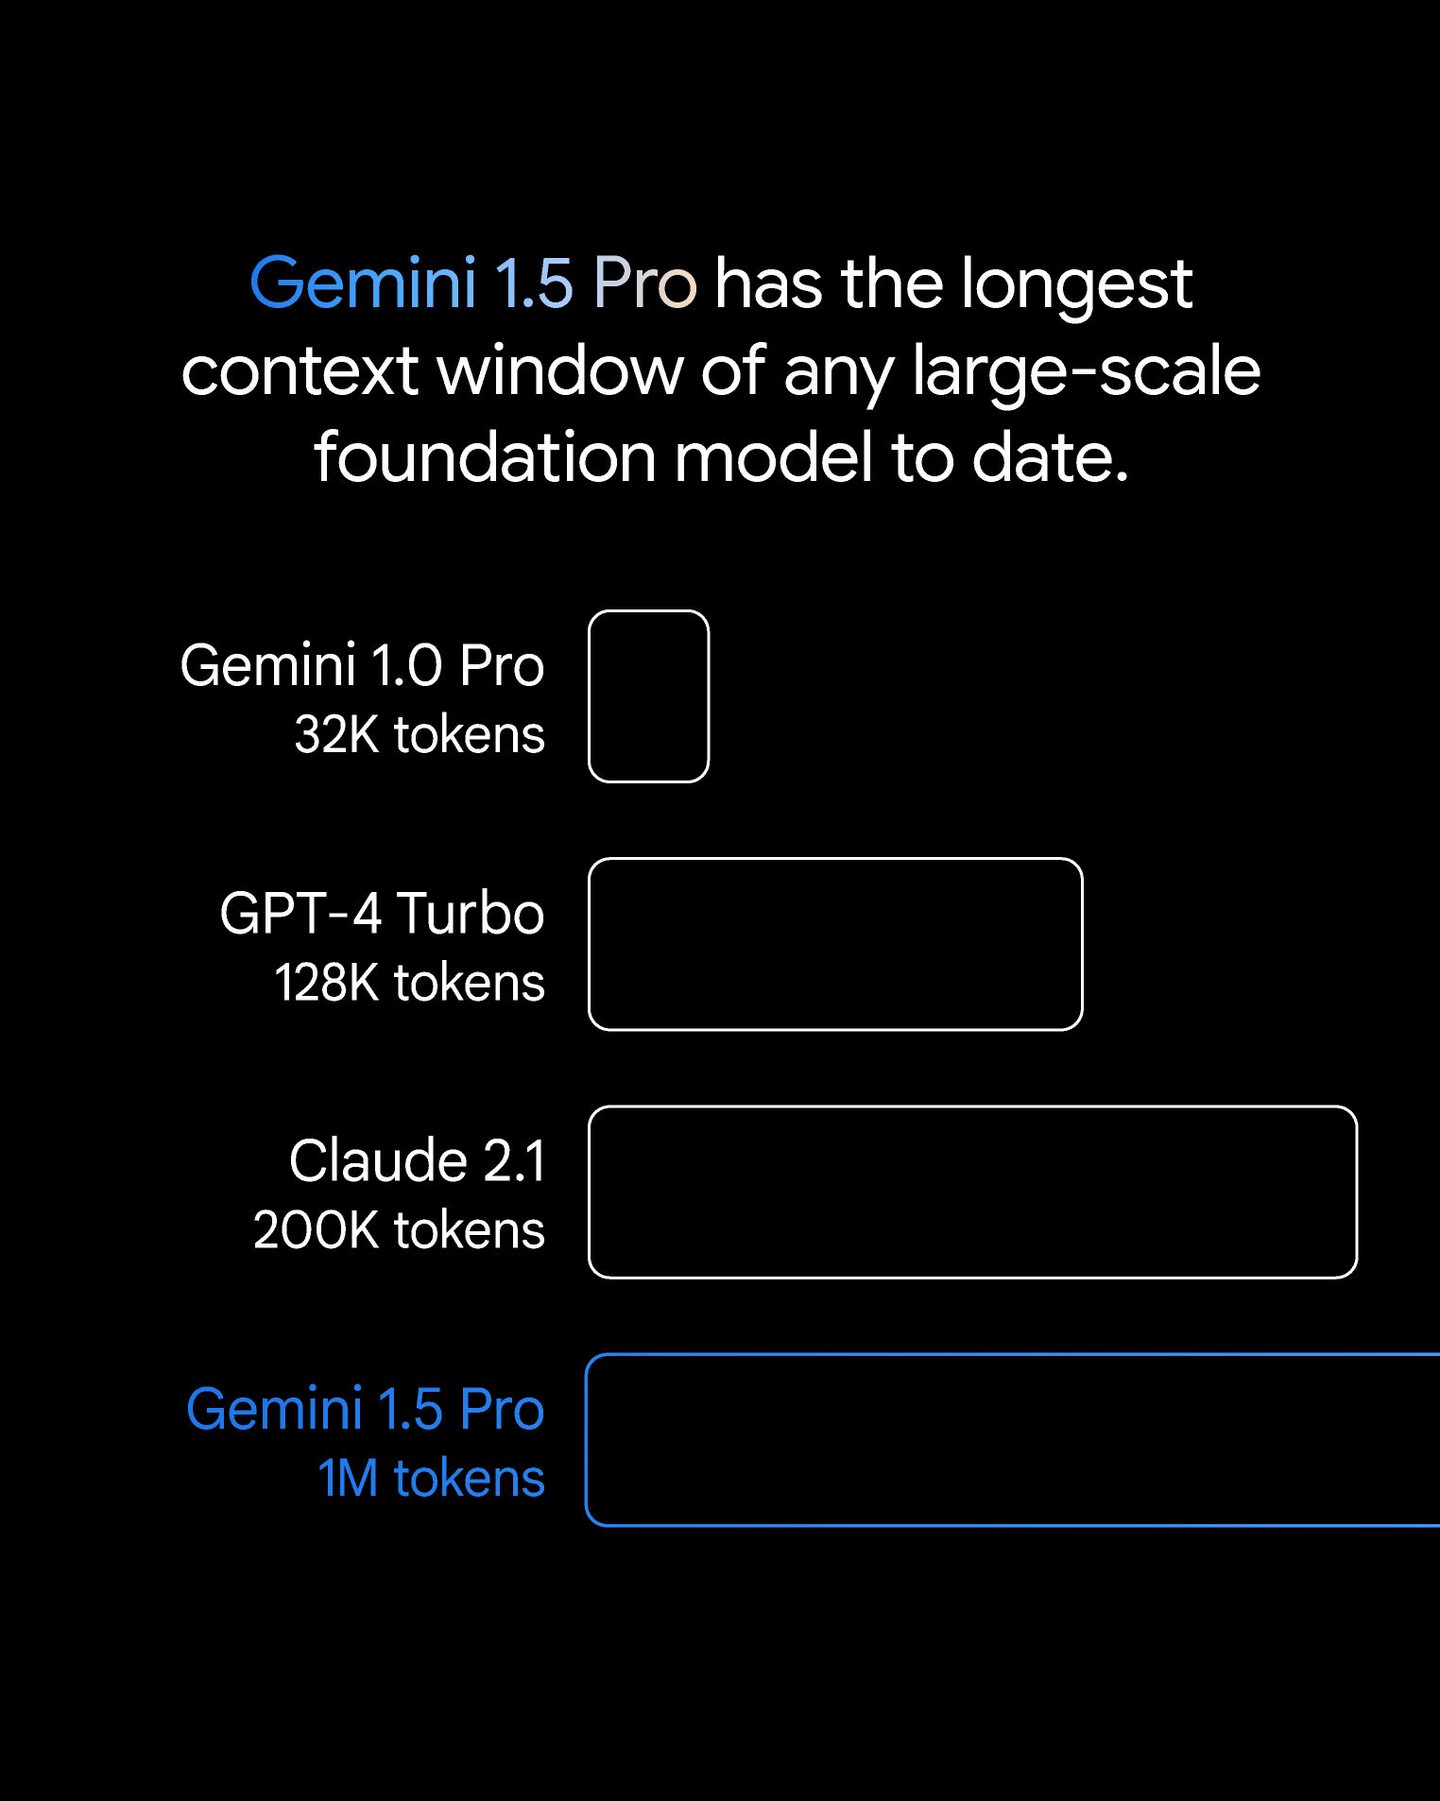 Gemini 1.5 Pro has the longest
context window of any large-scale
foundation model to date.
Gemini 1.0 Pro
32K tokens
GPT-4 Turbo
128K tokens
Claude 2.1
200K tokens
Gemini 1.5 Pro
1M tokens